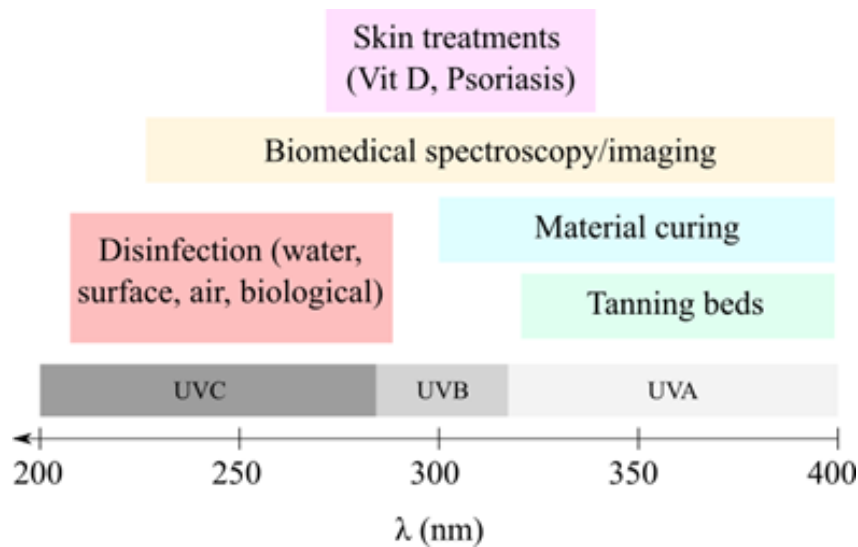 Skin treatments
(Vit D, Psoriasis)
Biomedical spectroscopy/imaging
Material curing
Disinfection (water,
surface, air, biological)
Tanning beds
UVC
UVB
UVA
200
250
300
350
400
λ (nm)